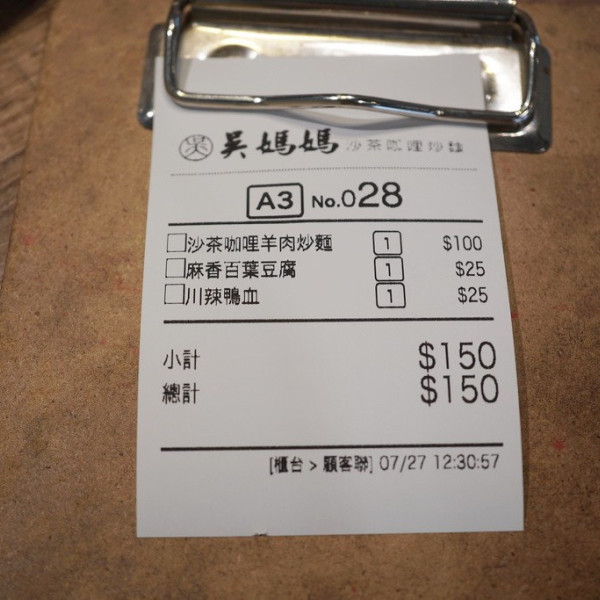 吳 吳媽媽 沙茶咖哩炒麵
A3 No.028
沙茶咖哩羊肉炒麵 1 $100
麻香百葉豆腐 1 $25
川辣鴨血 1 $25
小計 $150
總計 $150
[櫃台 > 顧客聯] 07/27 12:30:57